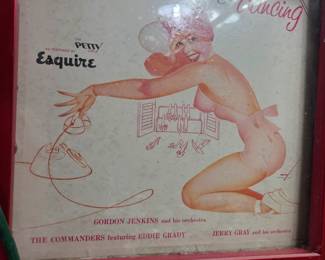 Dancing
THE
PETTY
GIRL
Esquire
GORDON JENKINS and his orchestra
THE COMMANDERS featuring EDDIE GRADY
JERRY GRAY and his orchestra